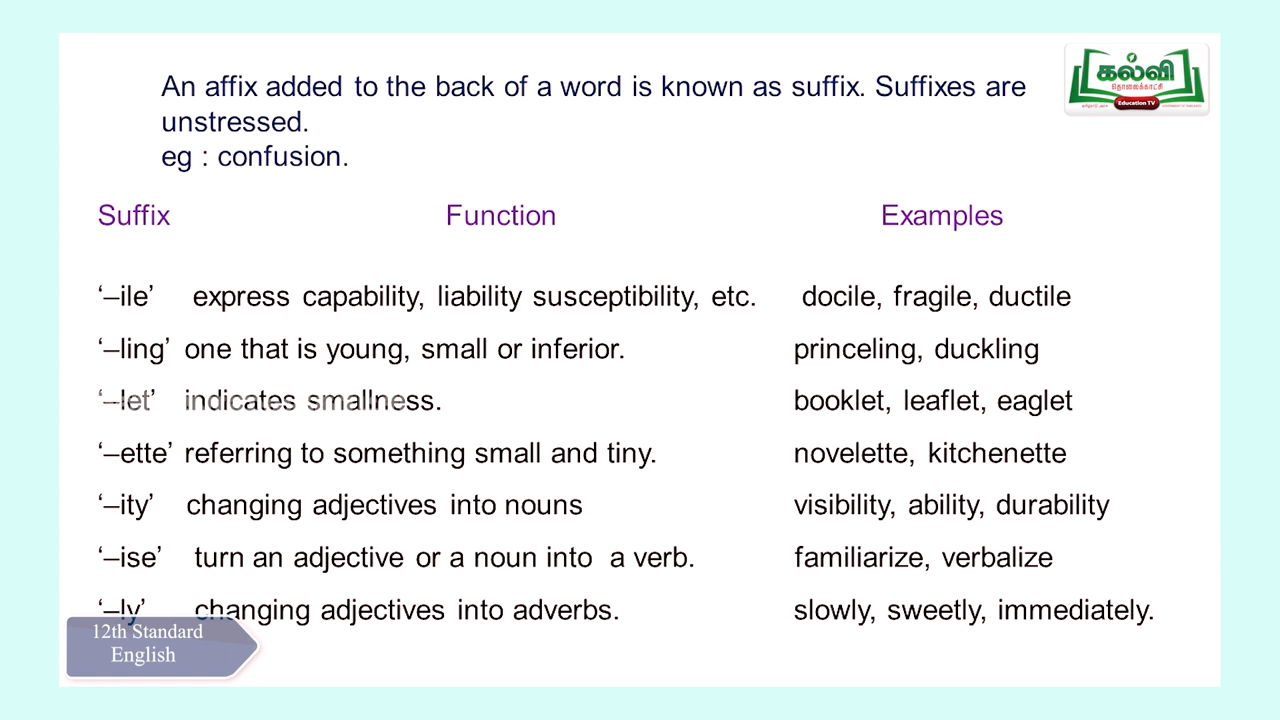 An affix added to the back of a word is known as suffix. Suffixes are
unstressed.
eg : confusion.
கல்வி
தொலைக்காட்சி
Education TV
Suffix Function Examples
‘–ile’ express capability, liability susceptibility, etc. docile, fragile, ductile
‘–ling’ one that is young, small or inferior. princeling, duckling
‘–let’ indicates smallness. booklet, leaflet, eaglet
‘–ette’ referring to something small and tiny. novelette, kitchenette
‘–ity’ changing adjectives into nouns visibility, ability, durability
‘–ise’ turn an adjective or a noun into a verb. familiarize, verbalize
‘–ly’ changing adjectives into adverbs. slowly, sweetly, immediately.
12th Standard
English